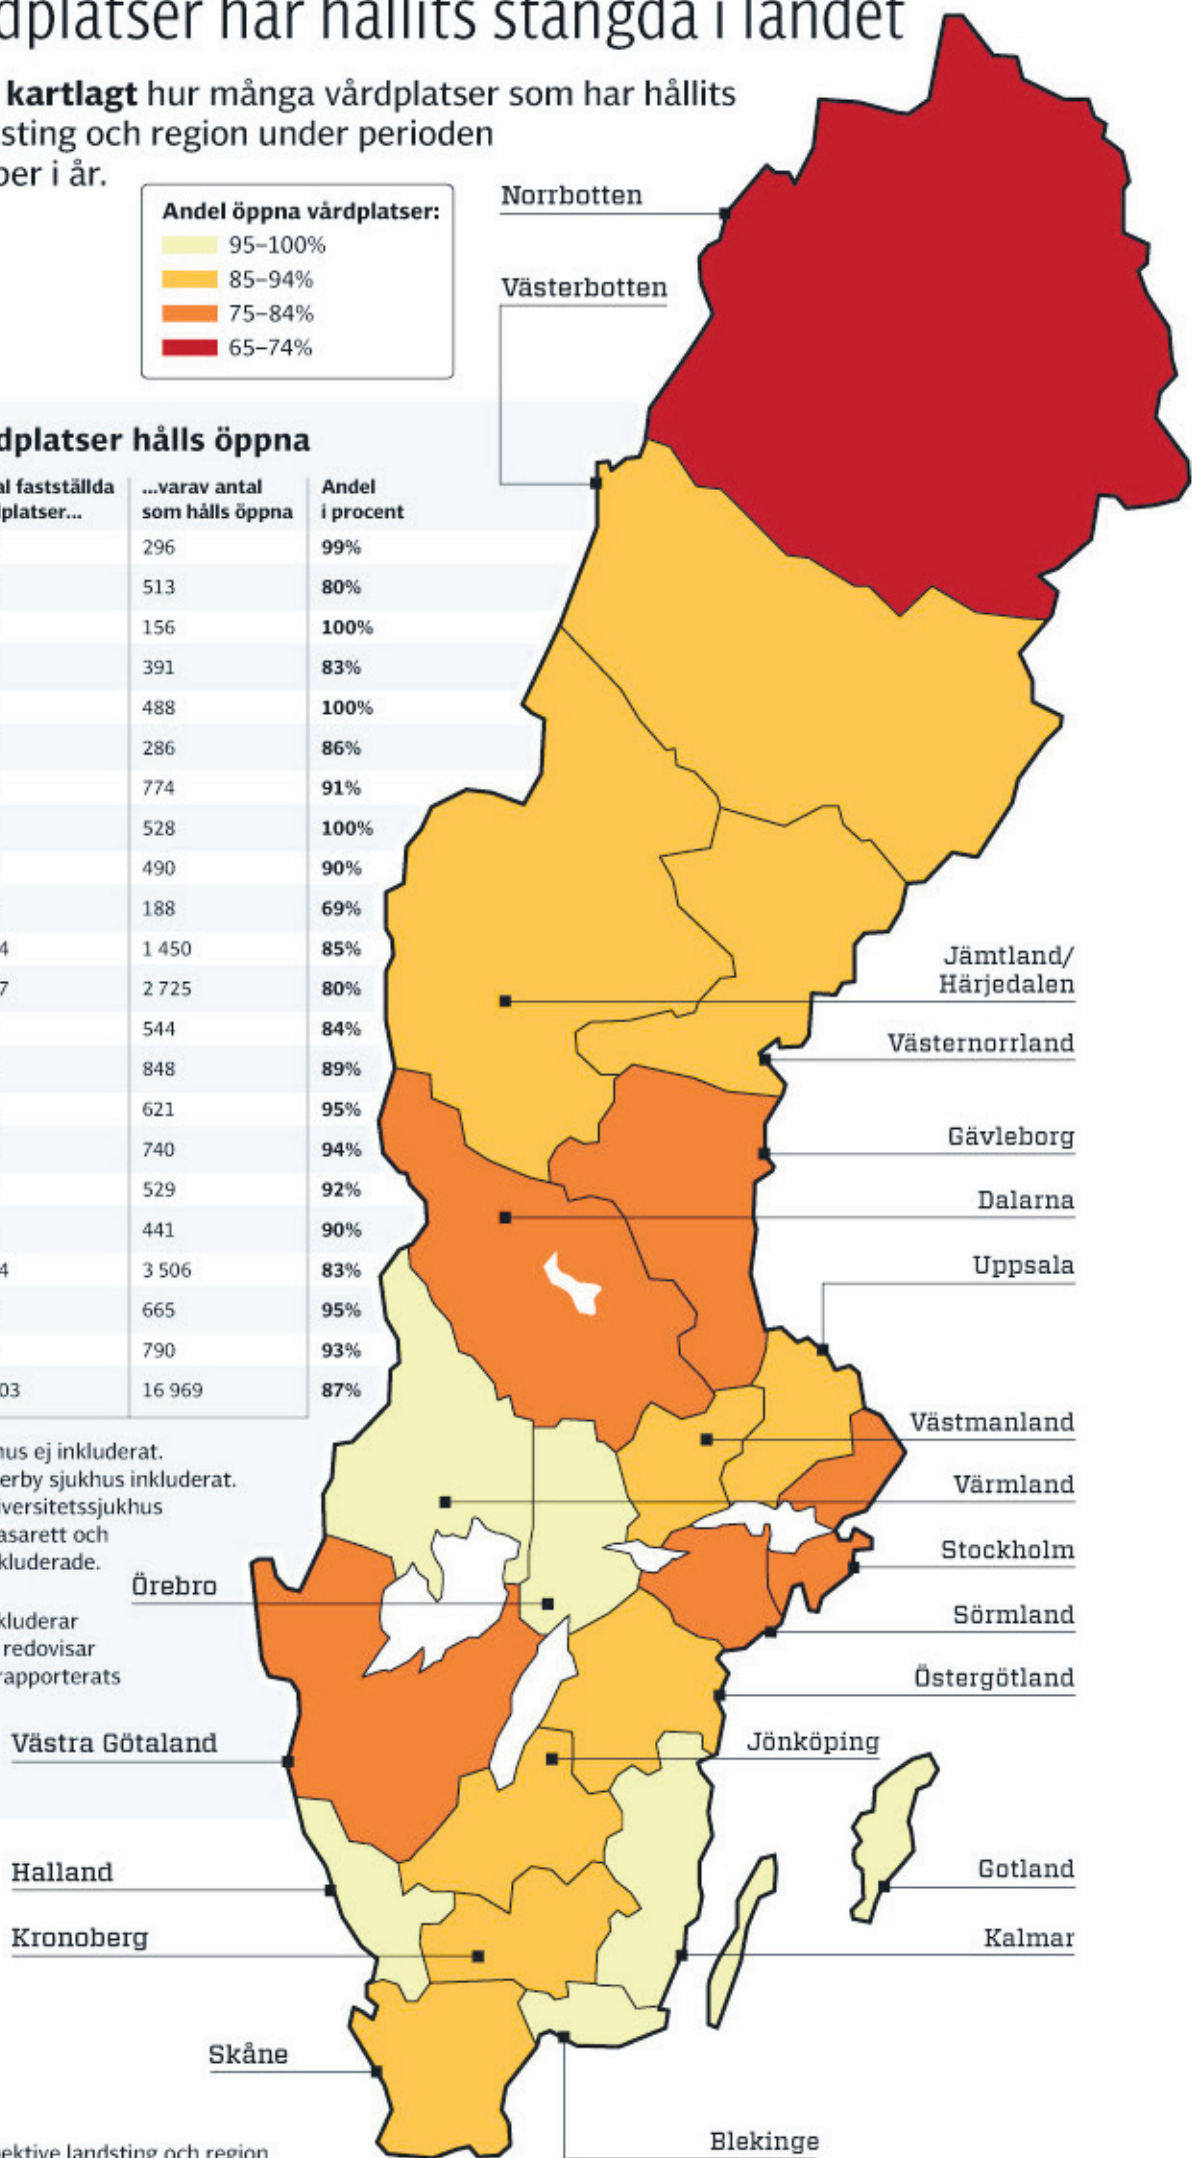 dplatser har hållits stängda i landet
kartlagt hur många vårdplatser som har hållits
sting och region under perioden
ber i år.
Andel öppna vårdplatser:
95–100%
85–94%
75–84%
65–74%
Norrbotten
Västerbotten
dplatser hålls öppna
al fastställda ...varav antal Andel
platser... som hålls öppna i procent
296 99%
513 80%
156 100%
391 83%
488 100%
286 86%
774 91%
528 100%
490 90%
188 69%
4 1 450 85%
7 2 725 80%
544 84%
848 89%
621 95%
740 94%
529 92%
441 90%
4 3 506 83%
665 95%
790 93%
03 16 969 87%
hus ej inkluderat.
erby sjukhus inkluderat.
iversitetssjukhus
asarett och
kluderade.
kluderar
redovisar
rapporterats
Jämtland/
Härjedalen
Västernorrland
Gävleborg
Dalarna
Uppsala
Västmanland
Värmland
Stockholm
Örebro
Sörmland
Östergötland
Västra Götaland
Jönköping
Halland
Gotland
Kronoberg
Kalmar
Skåne
Blekinge
ektive landsting och region